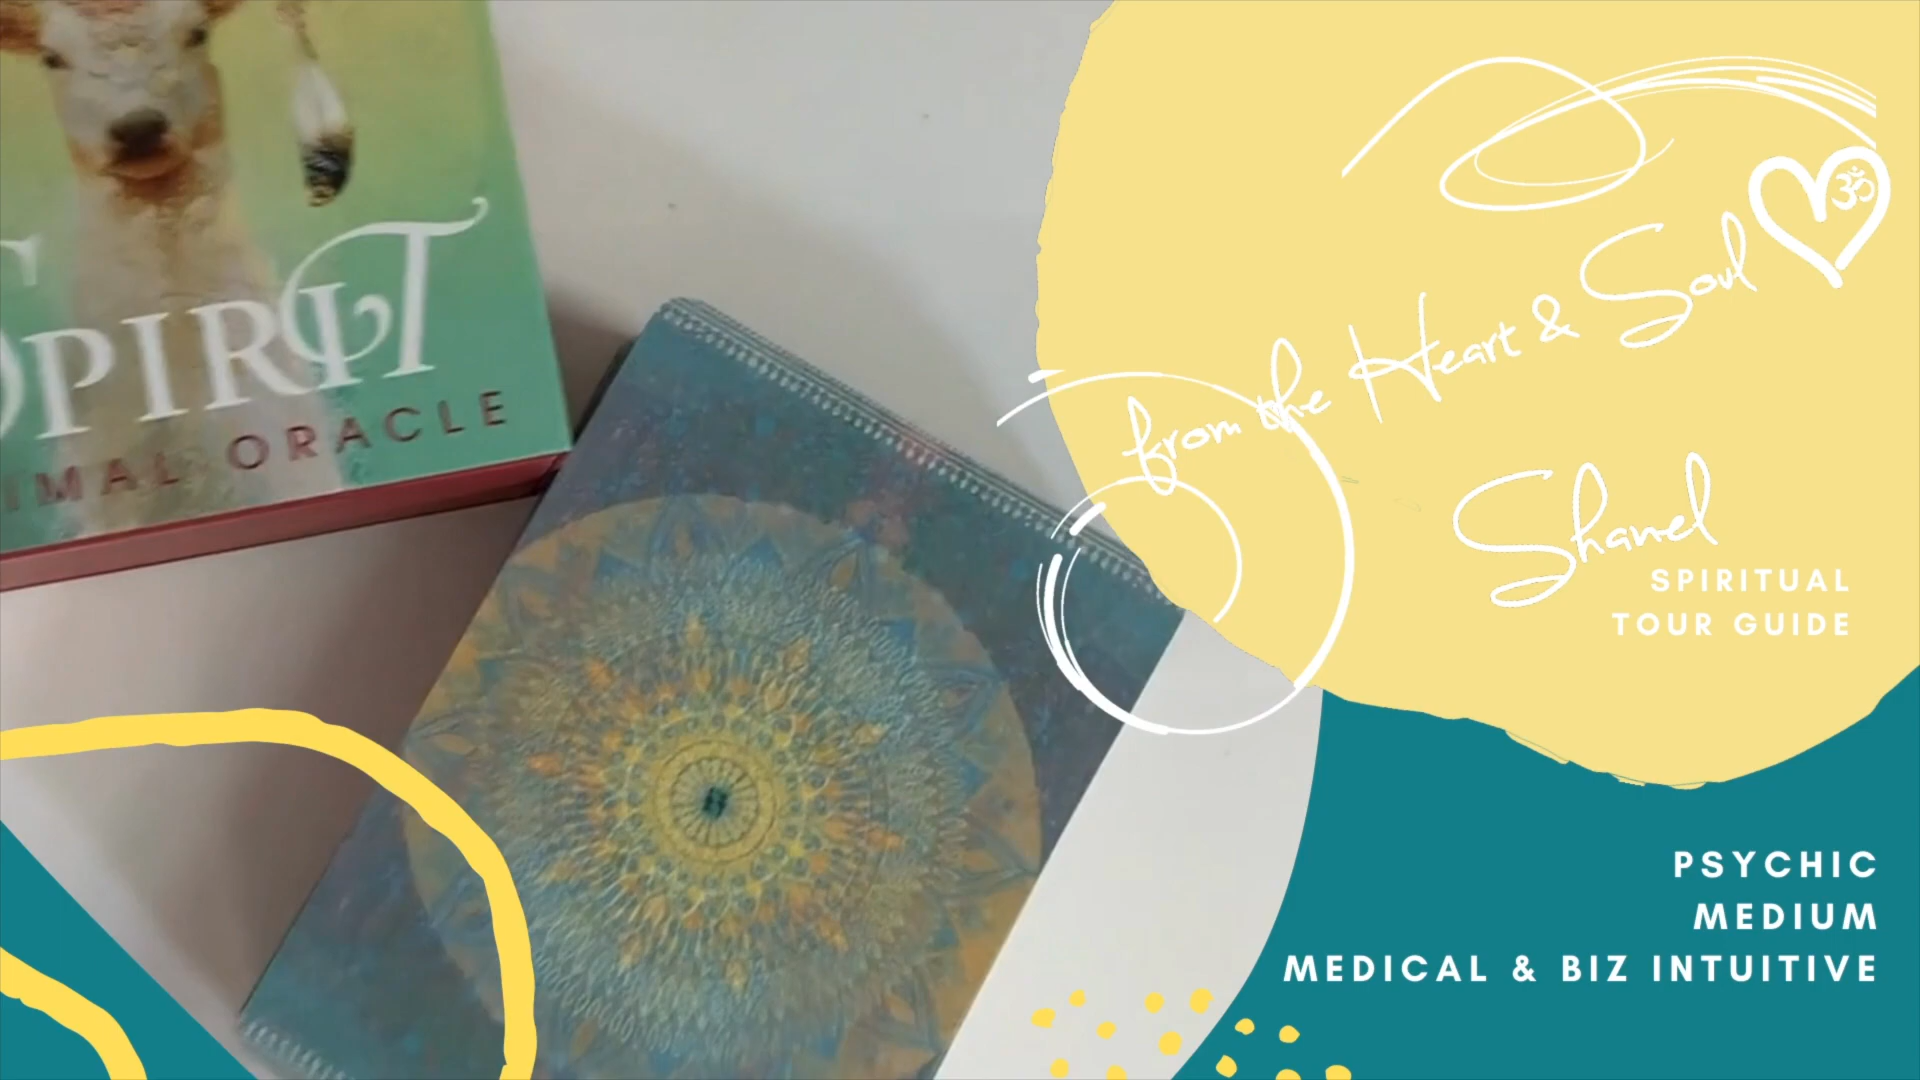 SPIRIT
ORACLE
from the Heart & Soul
ॐ
Shanel
SPIRITUAL
TOUR GUIDE
PSYCHIC
MEDIUM
MEDICAL & BIZ INTUITIVE